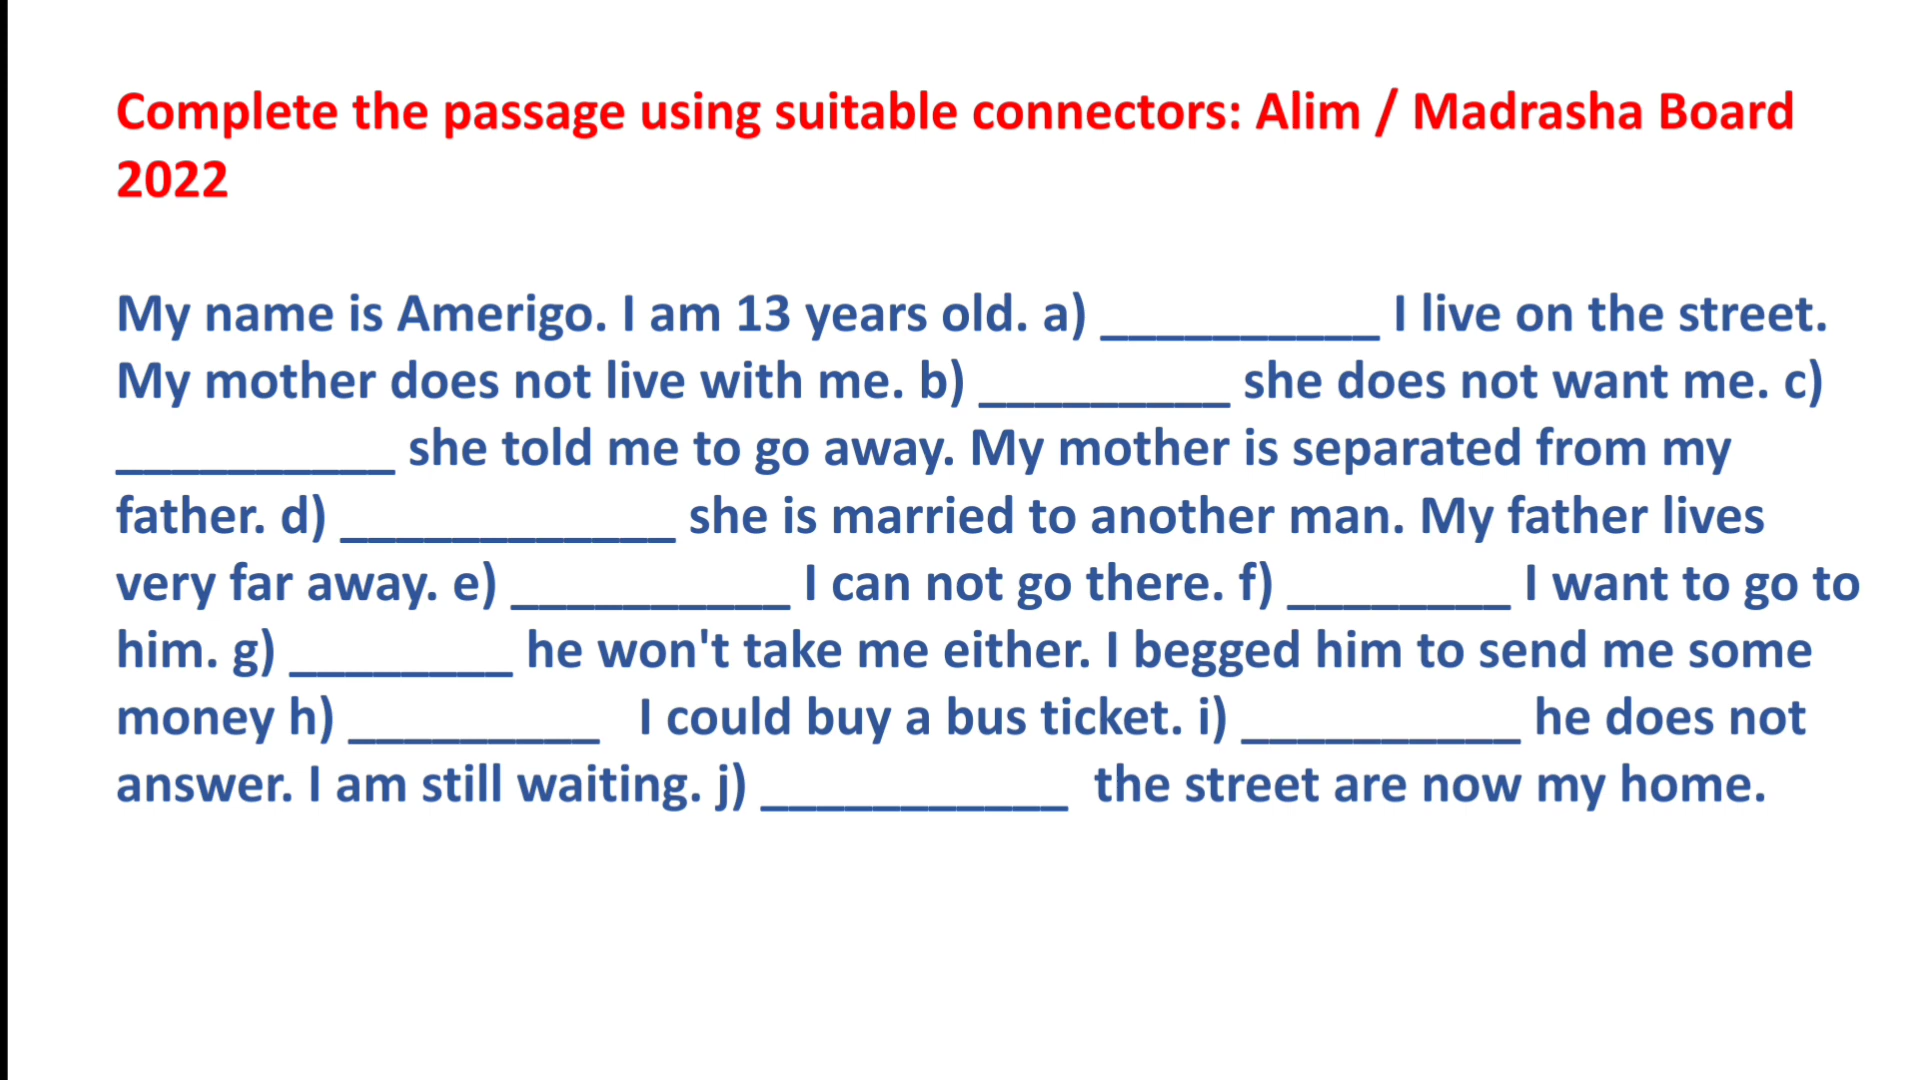 Complete the passage using suitable connectors: Alim / Madrasha Board
2022
My name is Amerigo. I am 13 years old. a) __________ I live on the street.
My mother does not live with me. b) _________ she does not want me. c)
__________ she told me to go away. My mother is separated from my
father. d) ____________ she is married to another man. My father lives
very far away. e) __________ I can not go there. f) ________ I want to go to
him. g) ________ he won't take me either. I begged him to send me some
money h) _________ I could buy a bus ticket. i) __________ he does not
answer. I am still waiting. j) ___________ the street are now my home.